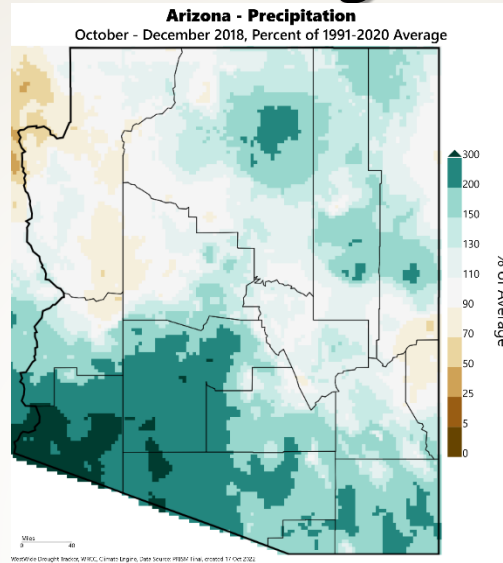 Arizona - Precipitation
October - December 2018, Percent of 1991-2020 Average
300
200
150
130
110
90
70
50
25
5
0
% of Average
Miles
0 40
WestWide Drought Tracker, WRCC, Climate Engine, Data Source: PRISM Final, created 17 Oct 2022